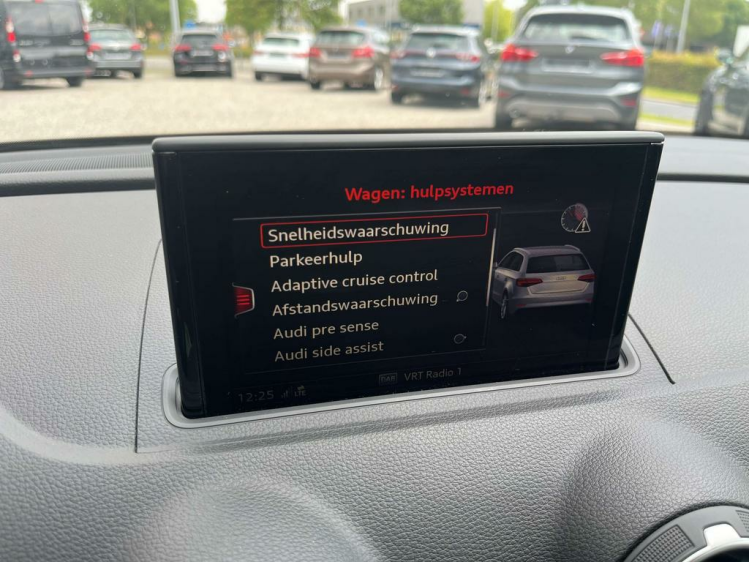 Wagen: hulpsystemen
Snelheidswaarschuwing
Parkeerhulp
Adaptive cruise control
Afstandswaarschuwing
Audi pre sense
Audi side assist
VRT Radio 1
12:25 LTE